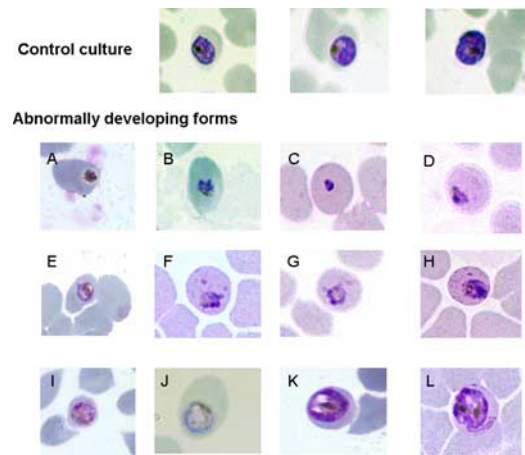 Control culture
Abnormally developing forms
A B C D
E F G H
I J K L